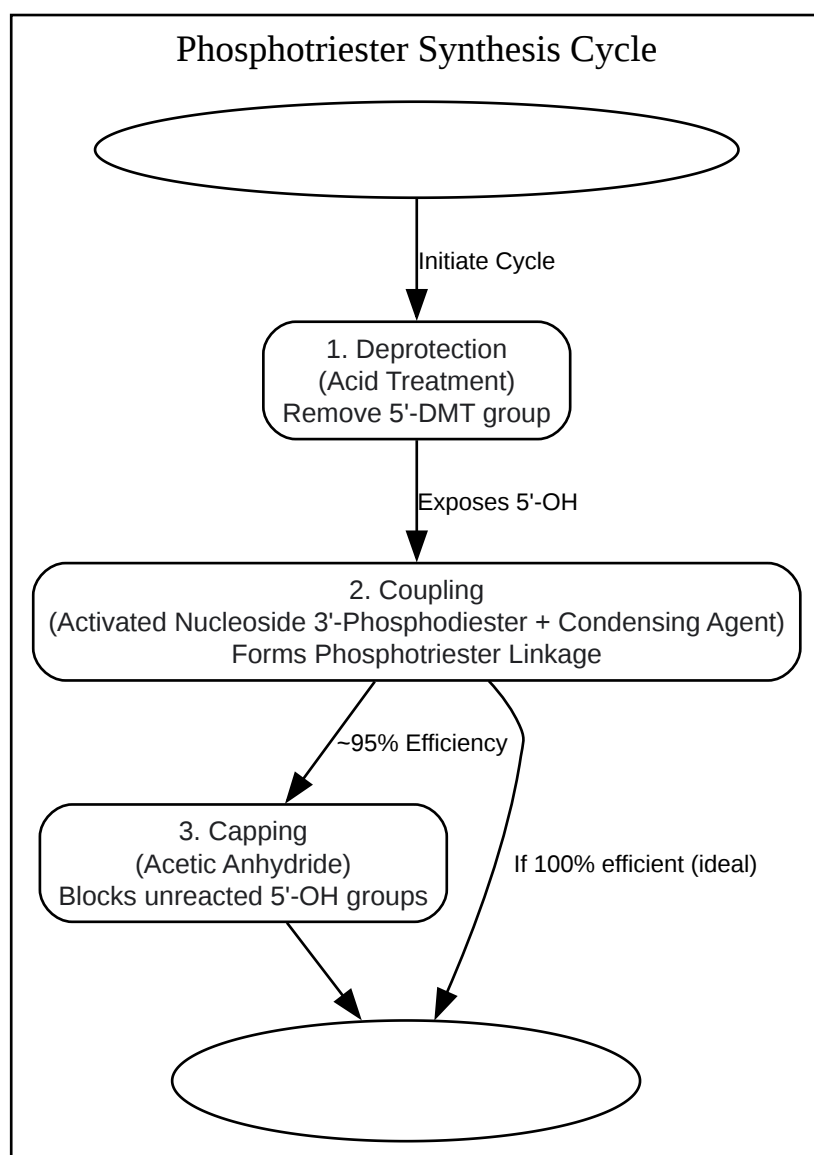 Phosphotriester Synthesis Cycle
Initiate Cycle
1. Deprotection
(Acid Treatment)
Remove 5'-DMT group
Exposes 5'-OH
2. Coupling
(Activated Nucleoside 3'-Phosphodiester + Condensing Agent)
Forms Phosphotriester Linkage
~95% Efficiency
3. Capping
(Acetic Anhydride)
Blocks unreacted 5'-OH groups
If 100% efficient (ideal)